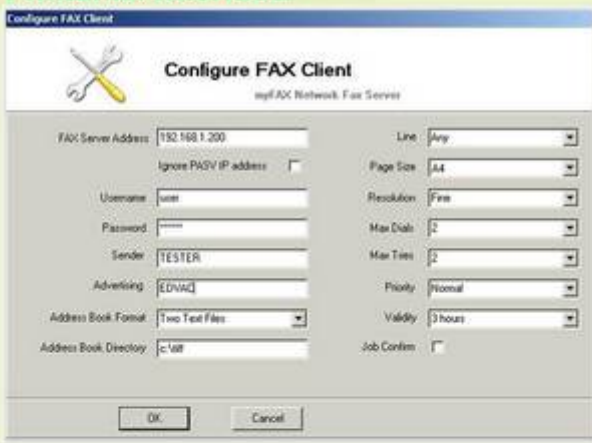 Configure FAX Client
Configure FAX Client
myFAX Network Fax Server
FAX Server Address 192.168.1.200
Ignore PASV IP address
Username user
Password ******
Sender TESTER
Advertising EDVAC
Address Book Format Two Text Files
Address Book Directory
Line Any
Page Size A4
Resolution Fine
Max Dials 2
Max Tries 2
Priority Normal
Validity 3 hours
Job Confirm
OK
Cancel